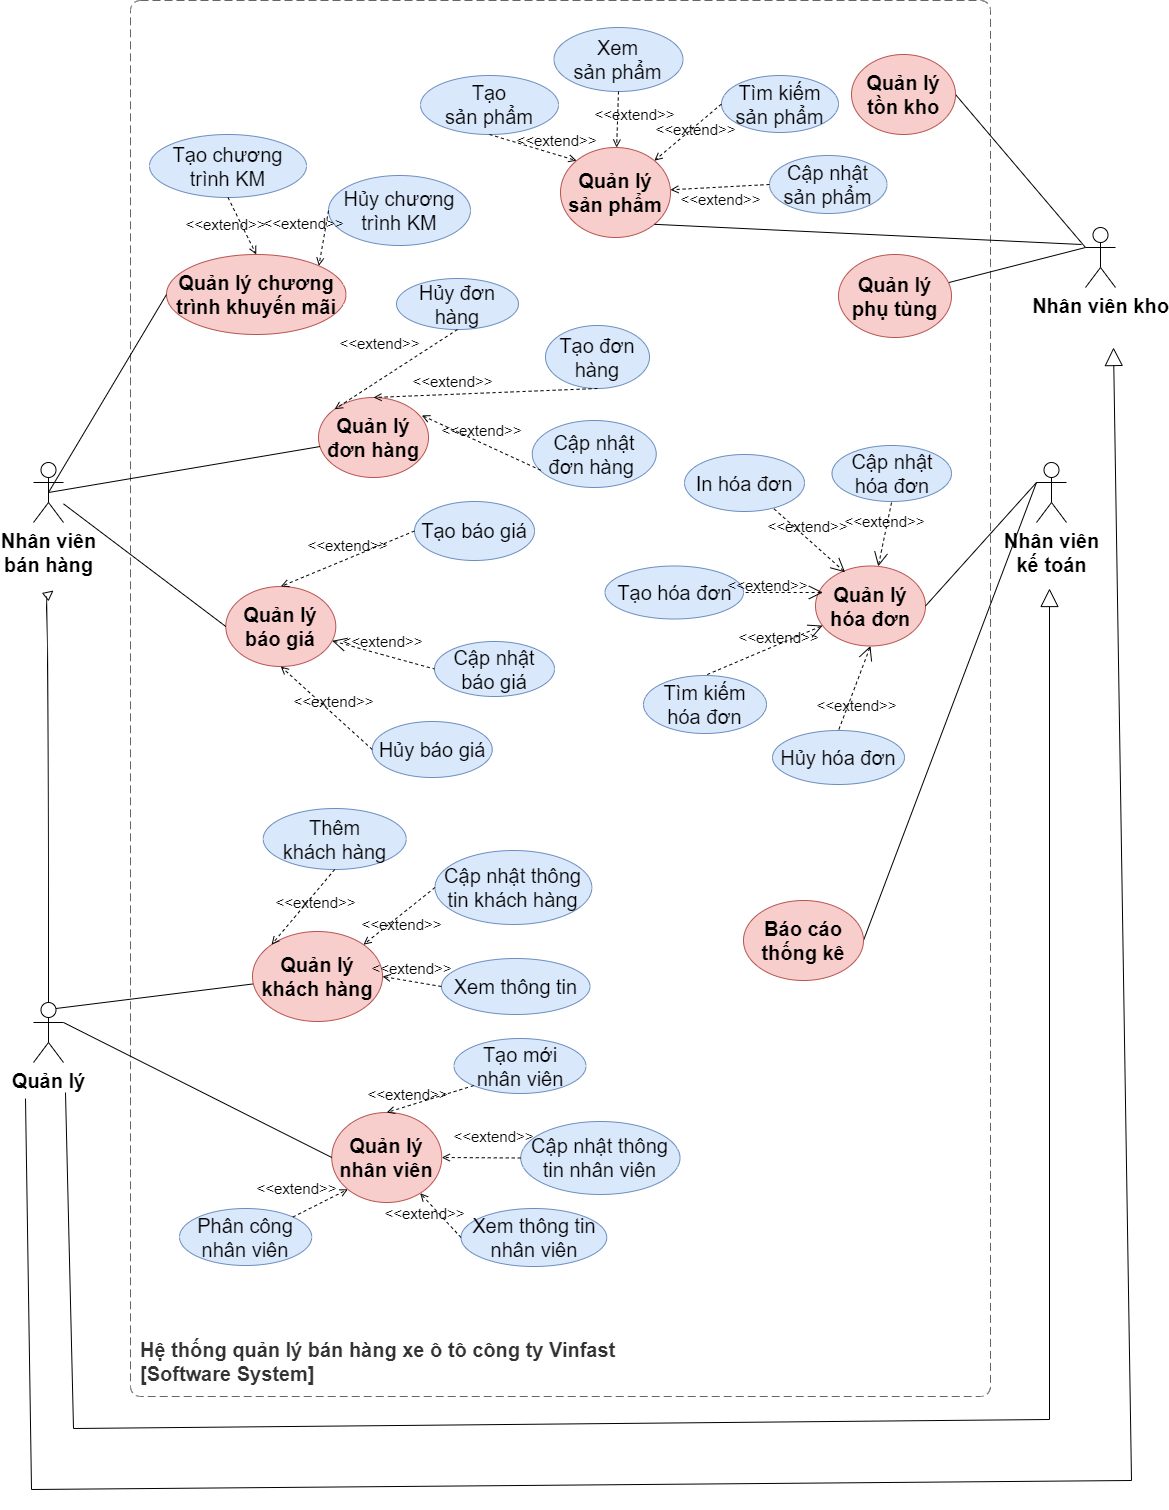 Xem
sản phẩm
Quản lý
tồn kho
Tạo
sản phẩm
Tìm kiếm
sản phẩm
<<extend>>
<<extend>>
<<extend>>
Cập nhật
sản phẩm
<<extend>>
Quản lý
sản phẩm
Tạo chương
trình KM
Hủy chương
trình KM
<<extend>>
<<extend>>
Quản lý chương
trình khuyến mãi
Quản lý
phụ tùng
Nhân viên kho
Hủy đơn
hàng
<<extend>>
Tạo đơn
hàng
<<extend>>
Quản lý
đơn hàng
<<extend>>
Cập nhật
đơn hàng
Nhân viên
bán hàng
Tạo báo giá
<<extend>>
Quản lý
báo giá
<<extend>>
Cập nhật
báo giá
<<extend>>
Hủy báo giá
In hóa đơn
Cập nhật
hóa đơn
<<extend>>
<<extend>>
Nhân viên
kế toán
Tạo hóa đơn
<<extend>>
Quản lý
hóa đơn
<<extend>>
Tìm kiếm
hóa đơn
<<extend>>
Hủy hóa đơn
Thêm
khách hàng
<<extend>>
Cập nhật thông
tin khách hàng
<<extend>>
Quản lý
khách hàng
<<extend>>
Xem thông tin
Báo cáo
thống kê
Quản lý
Tạo mới
nhân viên
<<extend>>
Quản lý
nhân viên
<<extend>>
Cập nhật thông
tin nhân viên
<<extend>>
Phân công
nhân viên
<<extend>>
Xem thông tin
nhân viên
Hệ thống quản lý bán hàng xe ô tô công ty Vinfast
[Software System]